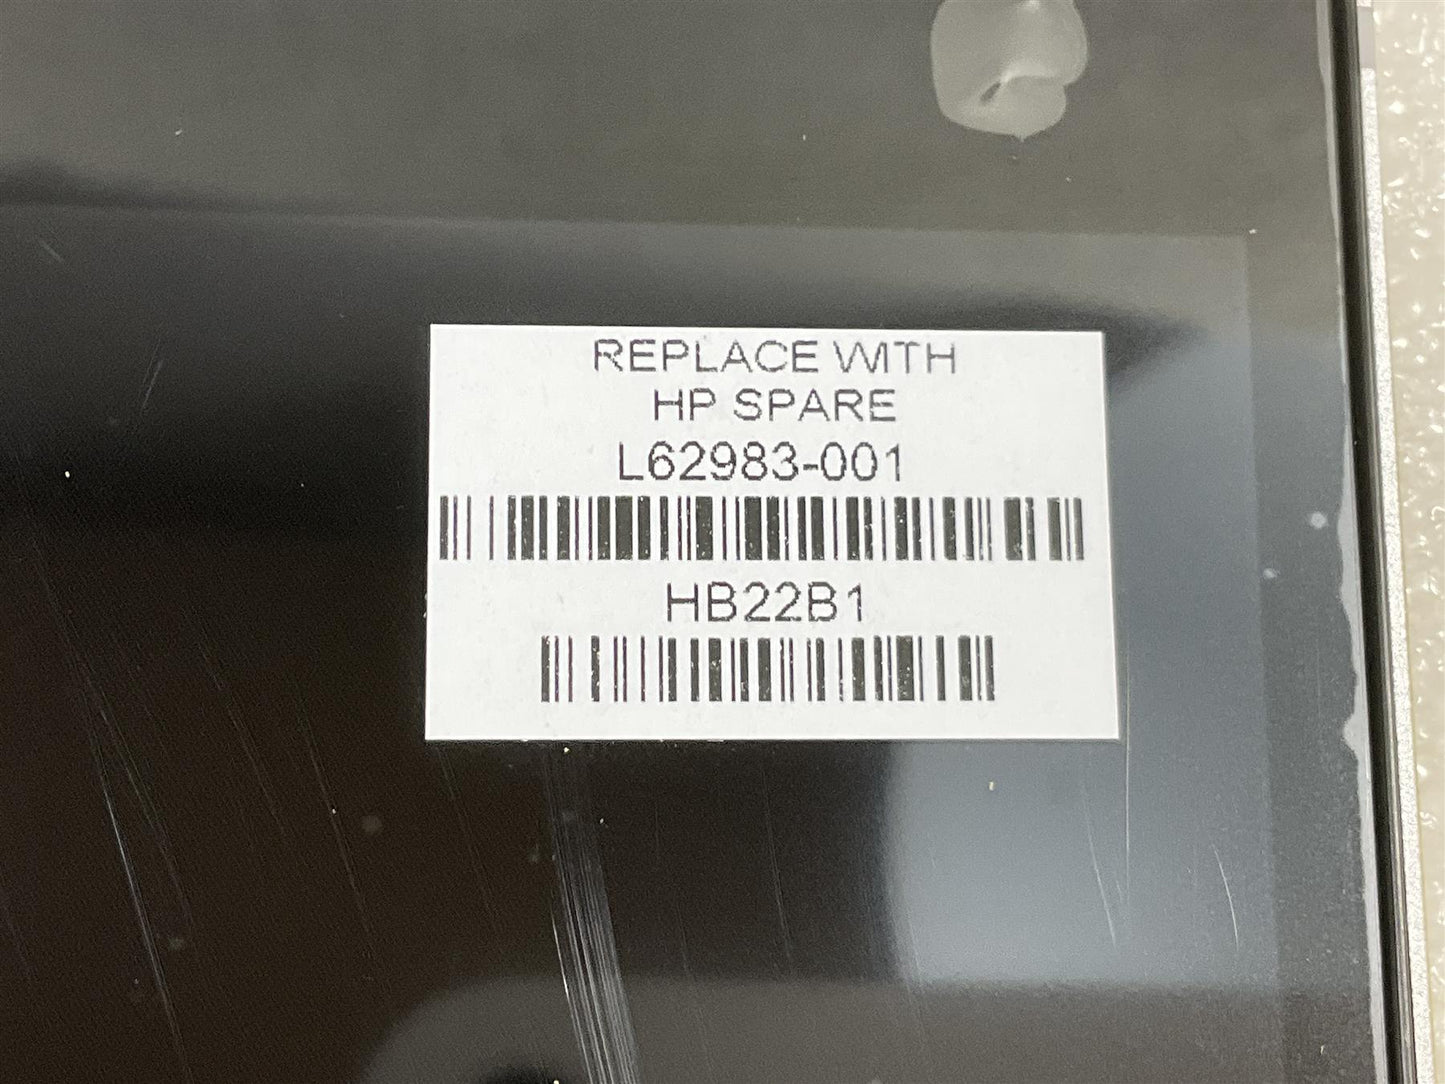 REPLACE WITH
HP SPARE
L62983-001
HB22B1